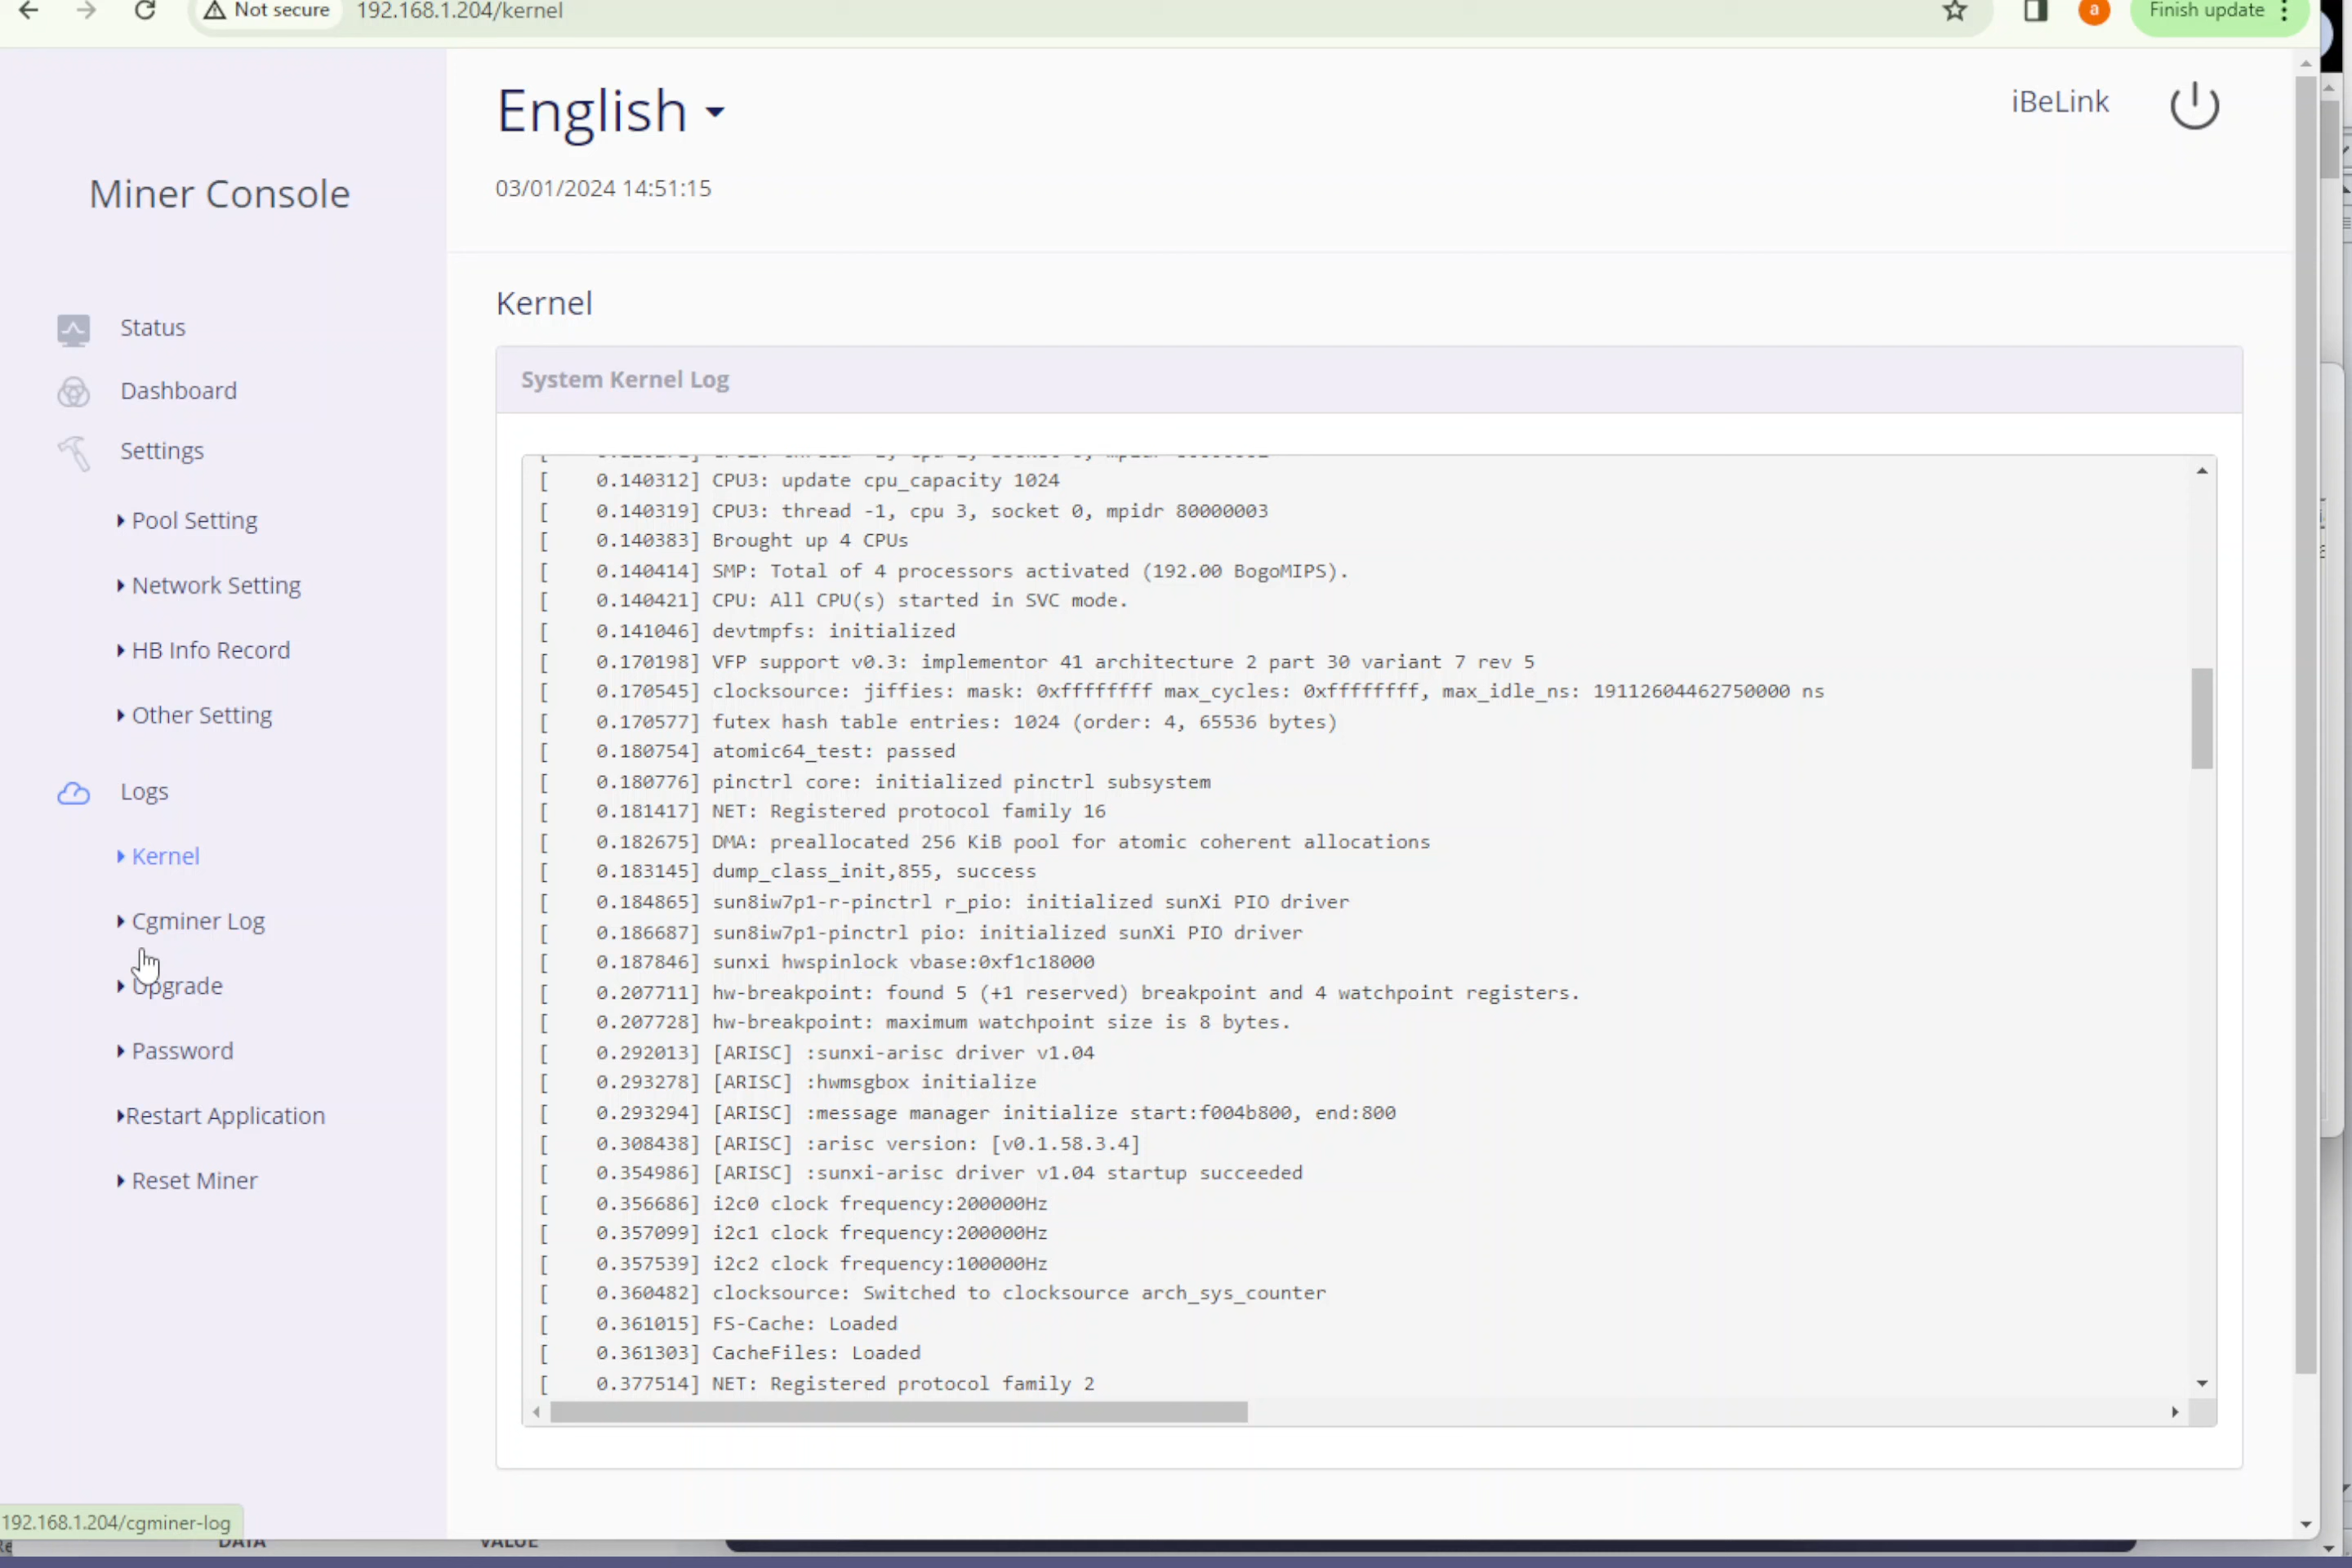 Not secure
192.168.1.204/kernel
a
Finish update
English
iBeLink
03/01/2024 14:51:15
Miner Console
Status
Dashboard
Settings
Pool Setting
Network Setting
HB Info Record
Other Setting
Logs
Kernel
Cgminer Log
Upgrade
Password
Restart Application
Reset Miner
Kernel
System Kernel Log
[    0.140312] CPU3: update cpu_capacity 1024
[    0.140319] CPU3: thread -1, cpu 3, socket 0, mpidr 80000003
[    0.140383] Brought up 4 CPUs
[    0.140414] SMP: Total of 4 processors activated (192.00 BogoMIPS).
[    0.140421] CPU: All CPU(s) started in SVC mode.
[    0.141046] devtmpfs: initialized
[    0.170198] VFP support v0.3: implementor 41 architecture 2 part 30 variant 7 rev 5
[    0.170545] clocksource: jiffies: mask: 0xffffffff max_cycles: 0xffffffff, max_idle_ns: 19112604462750000 ns
[    0.170577] futex hash table entries: 1024 (order: 4, 65536 bytes)
[    0.180754] atomic64_test: passed
[    0.180776] pinctrl core: initialized pinctrl subsystem
[    0.181417] NET: Registered protocol family 16
[    0.182675] DMA: preallocated 256 KiB pool for atomic coherent allocations
[    0.183145] dump_class_init,855, success
[    0.184865] sun8iw7p1-r-pinctrl r_pio: initialized sunXi PIO driver
[    0.186687] sun8iw7p1-pinctrl pio: initialized sunXi PIO driver
[    0.187846] sunxi hwspinlock vbase:0xf1c18000
[    0.207711] hw-breakpoint: found 5 (+1 reserved) breakpoint and 4 watchpoint registers.
[    0.207728] hw-breakpoint: maximum watchpoint size is 8 bytes.
[    0.292013] [ARISC] :sunxi-arisc driver v1.04
[    0.293278] [ARISC] :hwmsgbox initialize
[    0.293294] [ARISC] :message manager initialize start:f004b800, end:800
[    0.308438] [ARISC] :arisc version: [v0.1.58.3.4]
[    0.354986] [ARISC] :sunxi-arisc driver v1.04 startup succeeded
[    0.356686] i2c0 clock frequency:200000Hz
[    0.357099] i2c1 clock frequency:200000Hz
[    0.357539] i2c2 clock frequency:100000Hz
[    0.360482] clocksource: Switched to clocksource arch_sys_counter
[    0.361015] FS-Cache: Loaded
[    0.361303] CacheFiles: Loaded
[    0.377514] NET: Registered protocol family 2
192.168.1.204/cgminer-log
DATA
VALUE